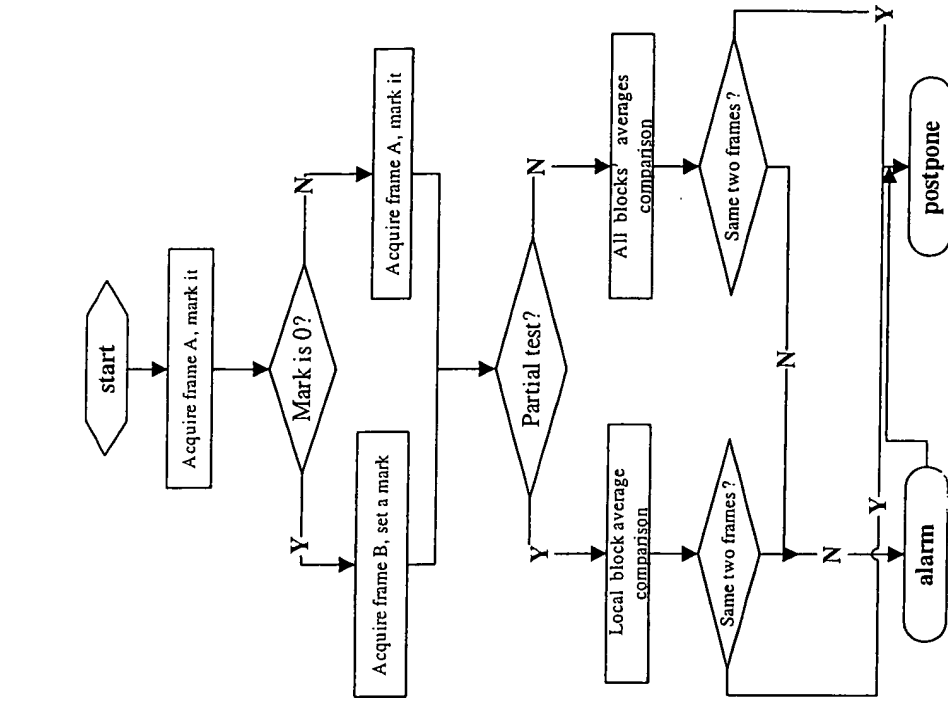 start
Acquire frame A, mark it
Mark is 0?
Y
N
Acquire frame B, set a mark
Acquire frame A, mark it
Partial test?
Y
N
Local block average
comparison
All blocks' averages
comparison
Same two frames ?
Same two frames ?
N
N
Y
Y
alarm
postpone